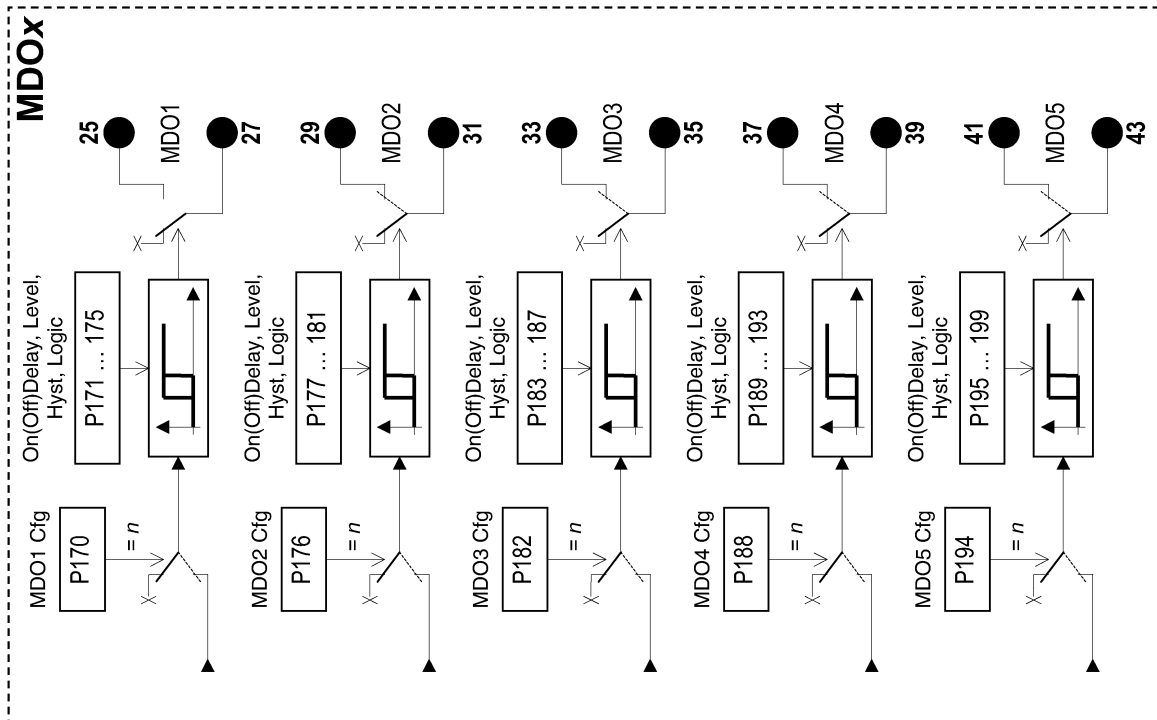 MDOx
MDO1 Cfg
P170
= n
On(Off)Delay, Level,
Hyst, Logic
P171 ... 175
25
MDO1
27
MDO2 Cfg
P176
= n
On(Off)Delay, Level,
Hyst, Logic
P177 ... 181
29
MDO2
31
MDO3 Cfg
P182
= n
On(Off)Delay, Level,
Hyst, Logic
P183 ... 187
33
MDO3
35
MDO4 Cfg
P188
= n
On(Off)Delay, Level,
Hyst, Logic
P189 ... 193
37
MDO4
39
MDO5 Cfg
P194
= n
On(Off)Delay, Level,
Hyst, Logic
P195 ... 199
41
MDO5
43